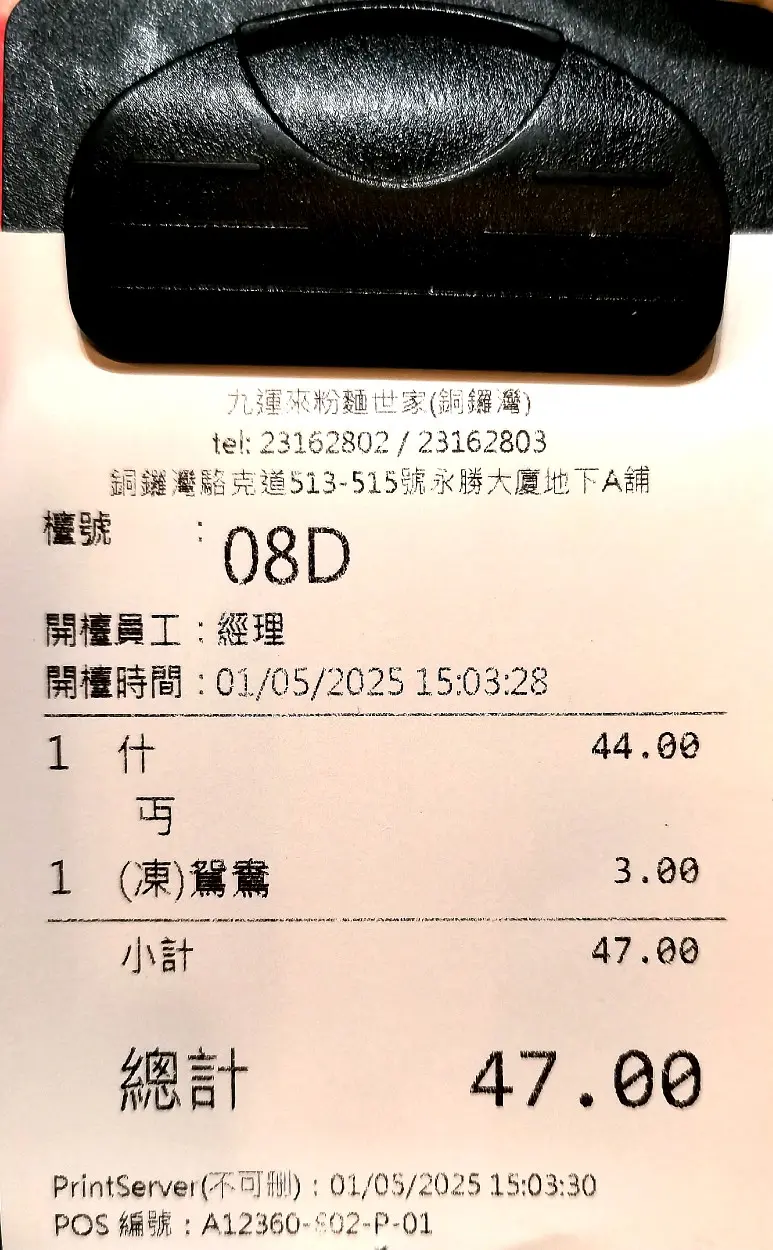 九運來粉麵世家(銅鑼灣)
tel: 23162802 / 23162803
銅鑼灣駱克道513-515號永勝大廈地下A舖
檯號 : 08D
開檯員工 : 經理
開檯時間 : 01/05/2025 15:03:28
1 什 44.00
丐
1 (凍)鴛鴦 3.00
小計 47.00
總計 47.00
PrintServer(不可刪) : 01/05/2025 15:03:30
POS 編號 : A12360-S02-P-01